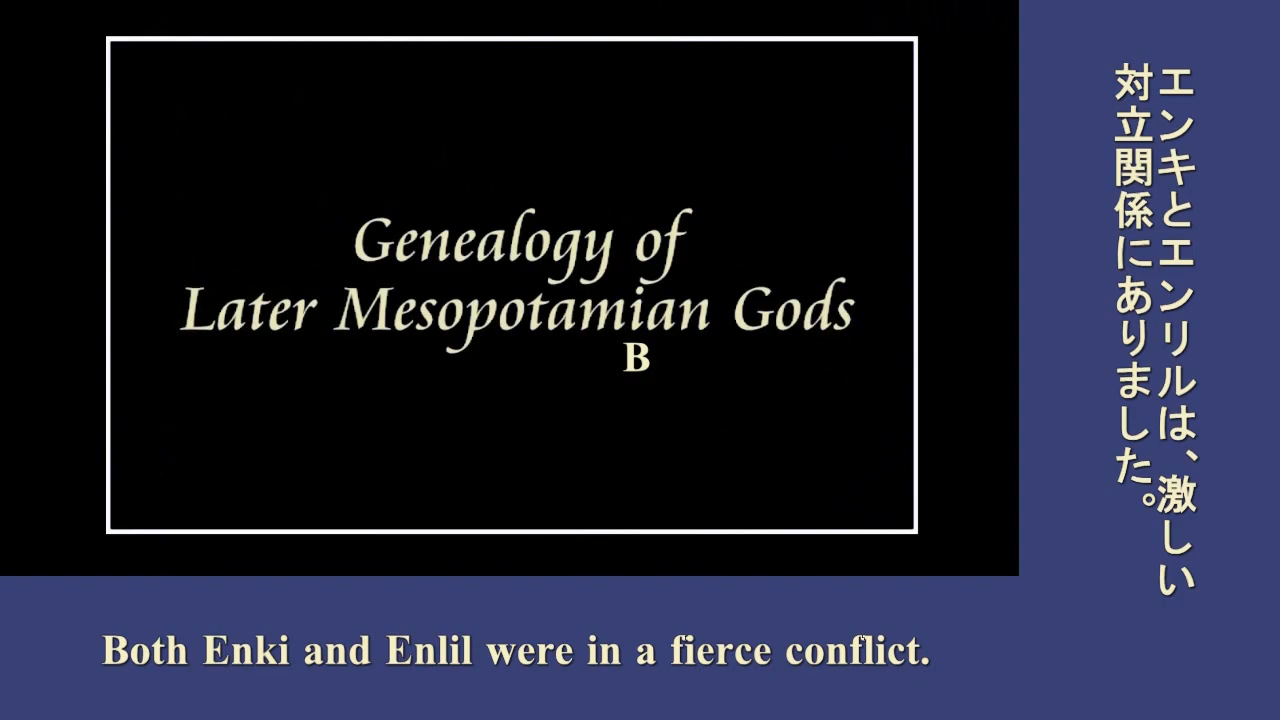 Genealogy of
Later Mesopotamian Gods
B
エンキとエンリルは、激しい
対立関係にありました。
Both Enki and Enlil were in a fierce conflict.